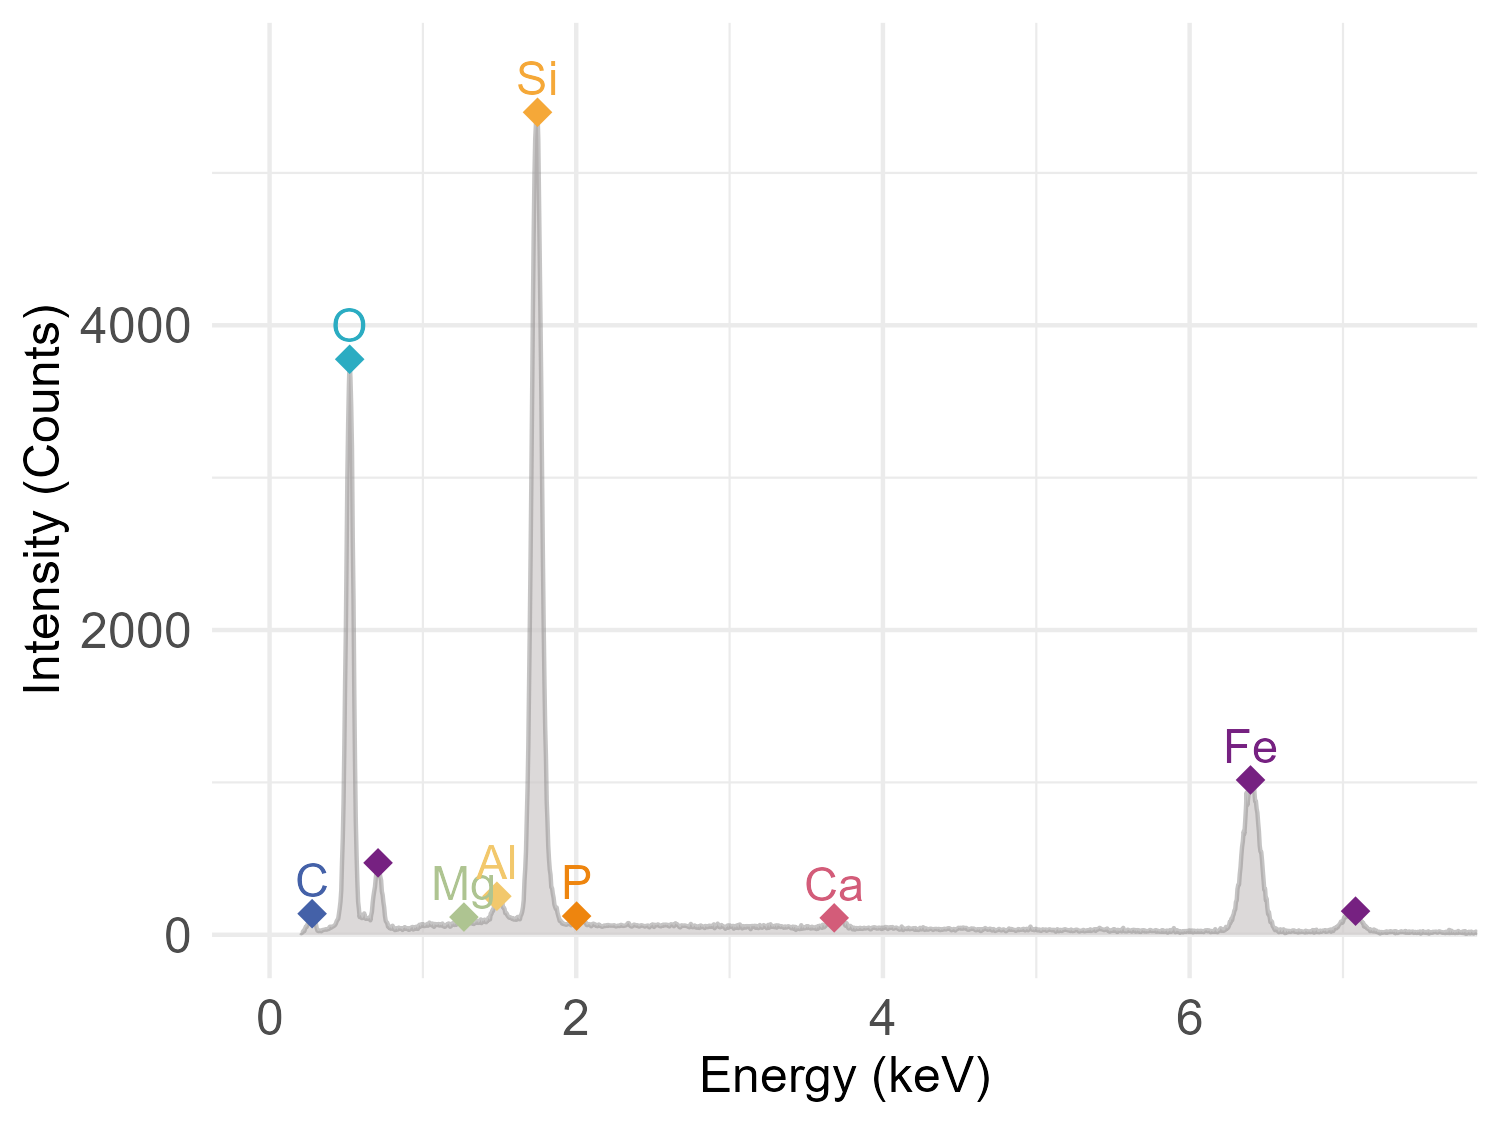 Si
O
4000
Intensity (Counts)
2000
Fe
C
Mg
Al
P
Ca
0
0
2
4
6
Energy (keV)